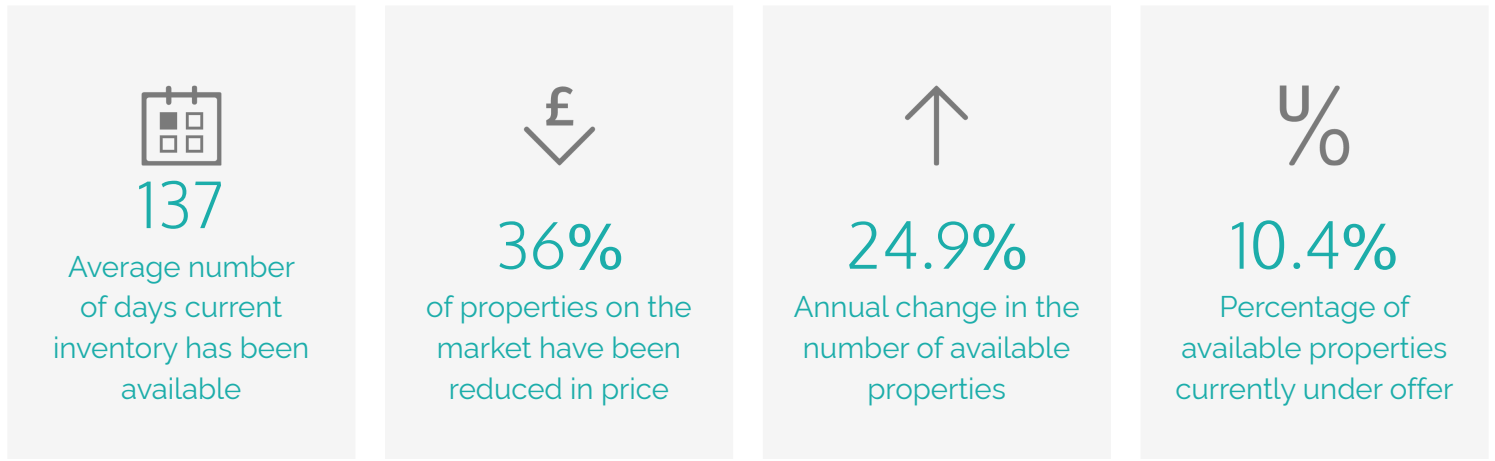 137
Average number
of days current
inventory has been
available
£
36%
of properties on the
market have been
reduced in price
24.9%
Annual change in the
number of available
properties
U/O
10.4%
Percentage of
available properties
currently under offer